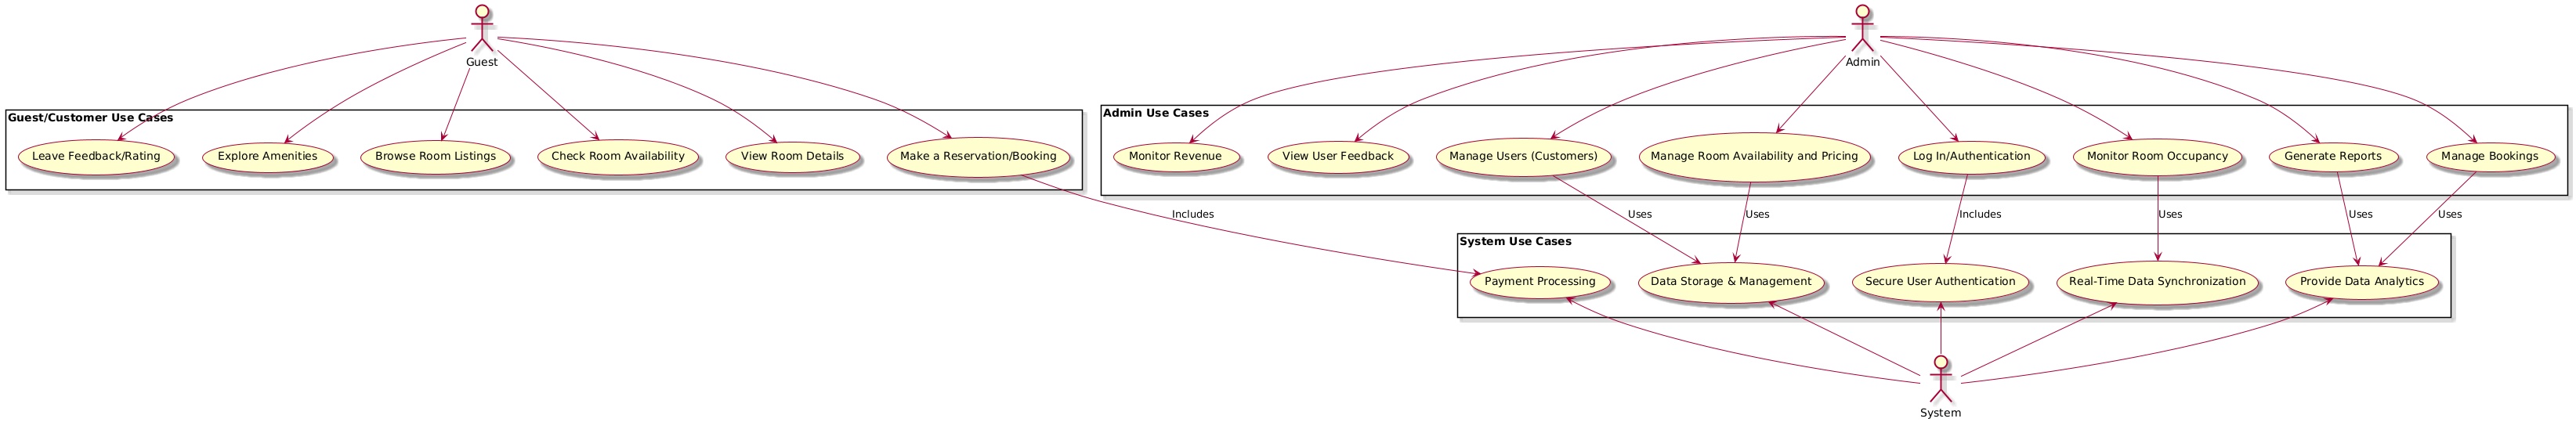 Guest
Admin
Guest/Customer Use Cases
Leave Feedback/Rating
Explore Amenities
Browse Room Listings
Check Room Availability
View Room Details
Make a Reservation/Booking
Admin Use Cases
Monitor Revenue
View User Feedback
Manage Users (Customers)
Manage Room Availability and Pricing
Log In/Authentication
Monitor Room Occupancy
Generate Reports
Manage Bookings
Includes
Uses
Uses
Includes
Uses
Uses
Uses
System Use Cases
Payment Processing
Data Storage & Management
Secure User Authentication
Real-Time Data Synchronization
Provide Data Analytics
System